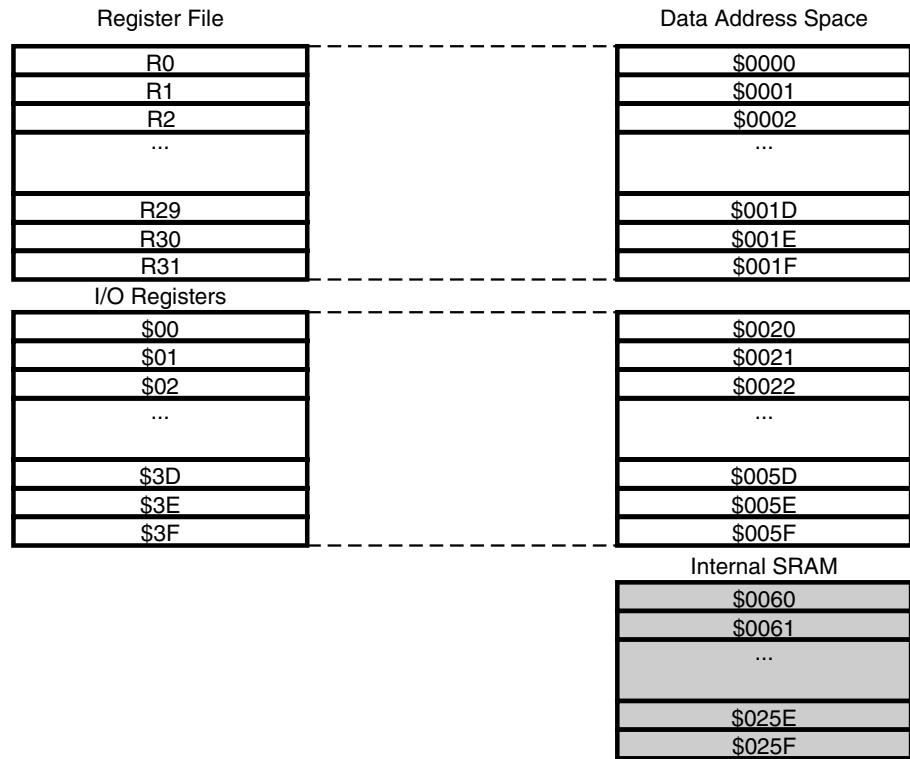 Register File
R0
R1
R2
...
R29
R30
R31
I/O Registers
$00
$01
$02
...
$3D
$3E
$3F
Data Address Space
$0000
$0001
$0002
...
$001D
$001E
$001F
$0020
$0021
$0022
...
$005D
$005E
$005F
Internal SRAM
$0060
$0061
...
$025E
$025F